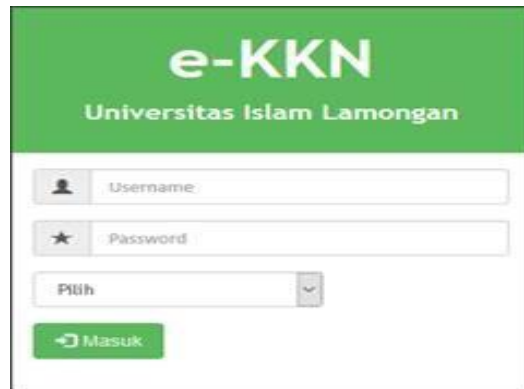 e-KKN
Universitas Islam Lamongan
Username
Password
Pilih
Masuk